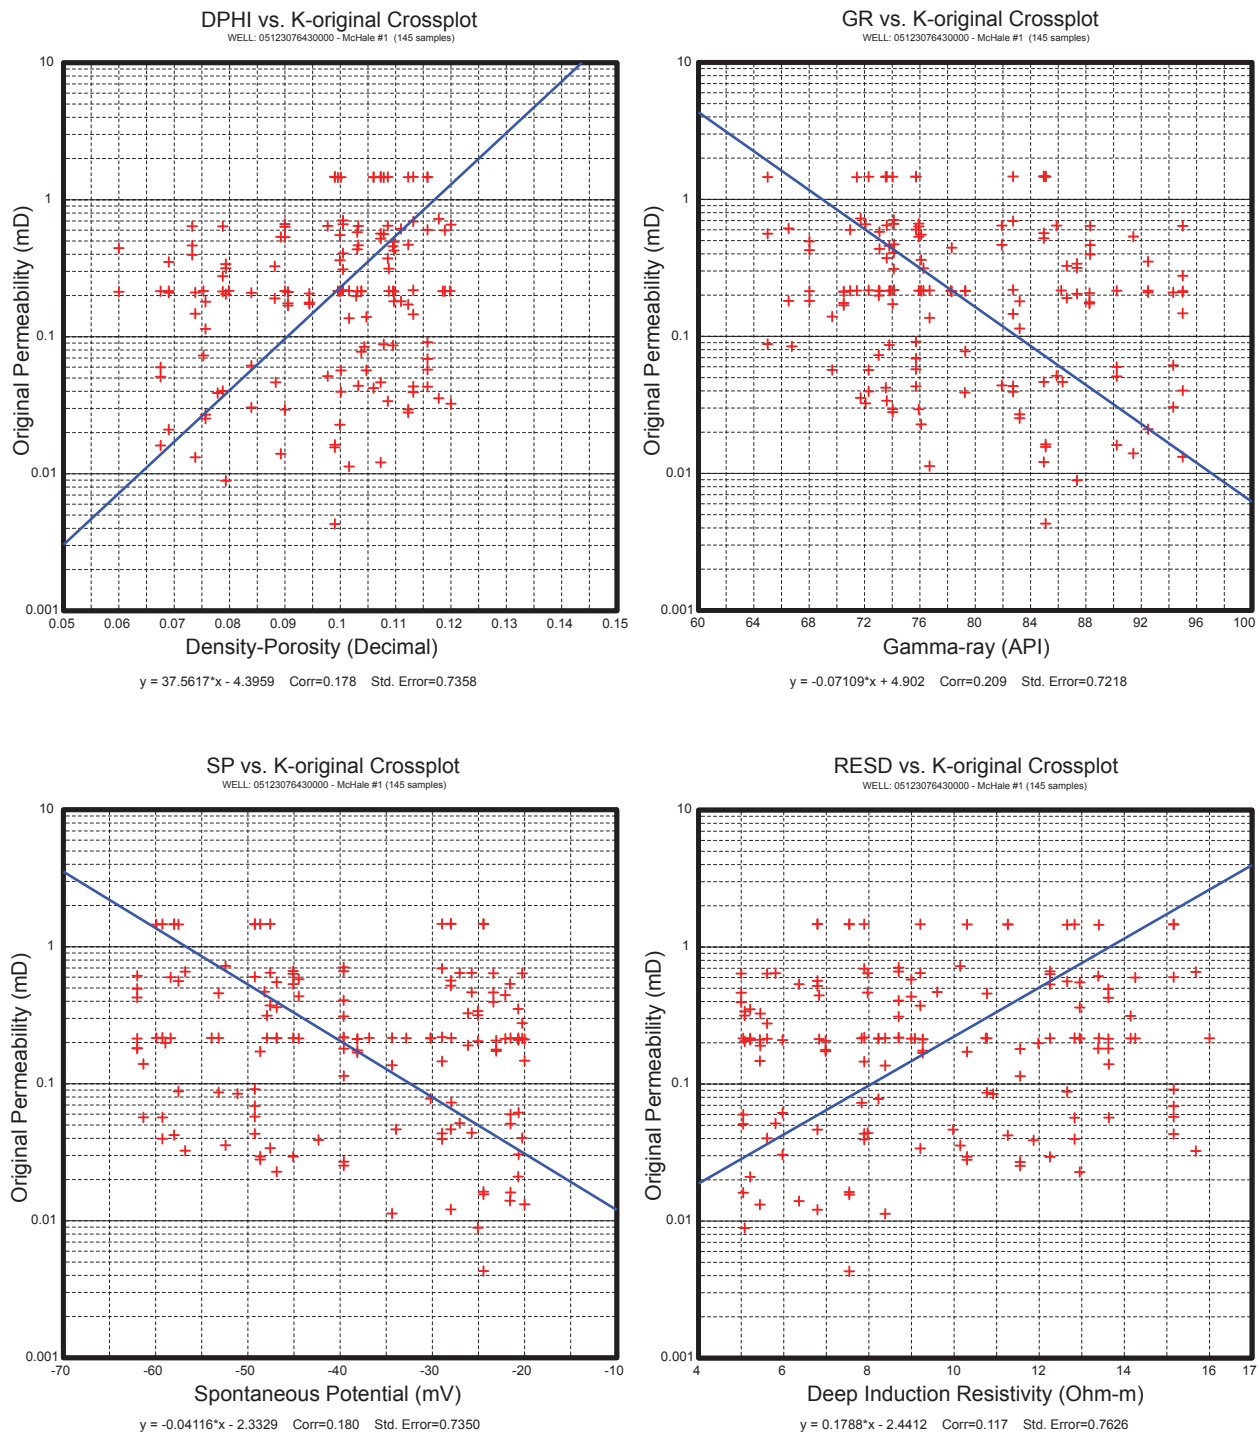 DPHI vs. K-original Crossplot
WELL: 05123076430000 - McHale #1 (145 samples)
10
1
0.1
0.01
0.001
Original Permeability (mD)
0.05 0.06 0.07 0.08 0.09 0.1 0.11 0.12 0.13 0.14 0.15
Density-Porosity (Decimal)
y = 37.5617*x - 4.3959 Corr=0.178 Std. Error=0.7358
GR vs. K-original Crossplot
WELL: 05123076430000 - McHale #1 (145 samples)
10
1
0.1
0.01
0.001
Original Permeability (mD)
60 64 68 72 76 80 84 88 92 96 100
Gamma-ray (API)
y = -0.07109*x + 4.902 Corr=0.209 Std. Error=0.7218
SP vs. K-original Crossplot
WELL: 05123076430000 - McHale #1 (145 samples)
10
1
0.1
0.01
0.001
Original Permeability (mD)
-70 -60 -50 -40 -30 -20 -10
Spontaneous Potential (mV)
y = -0.04116*x - 2.3329 Corr=0.180 Std. Error=0.7350
RESD vs. K-original Crossplot
WELL: 05123076430000 - McHale #1 (145 samples)
10
1
0.1
0.01
0.001
Original Permeability (mD)
4 6 8 10 12 14 16 17
Deep Induction Resistivity (Ohm-m)
y = 0.1788*x - 2.4412 Corr=0.117 Std. Error=0.7626